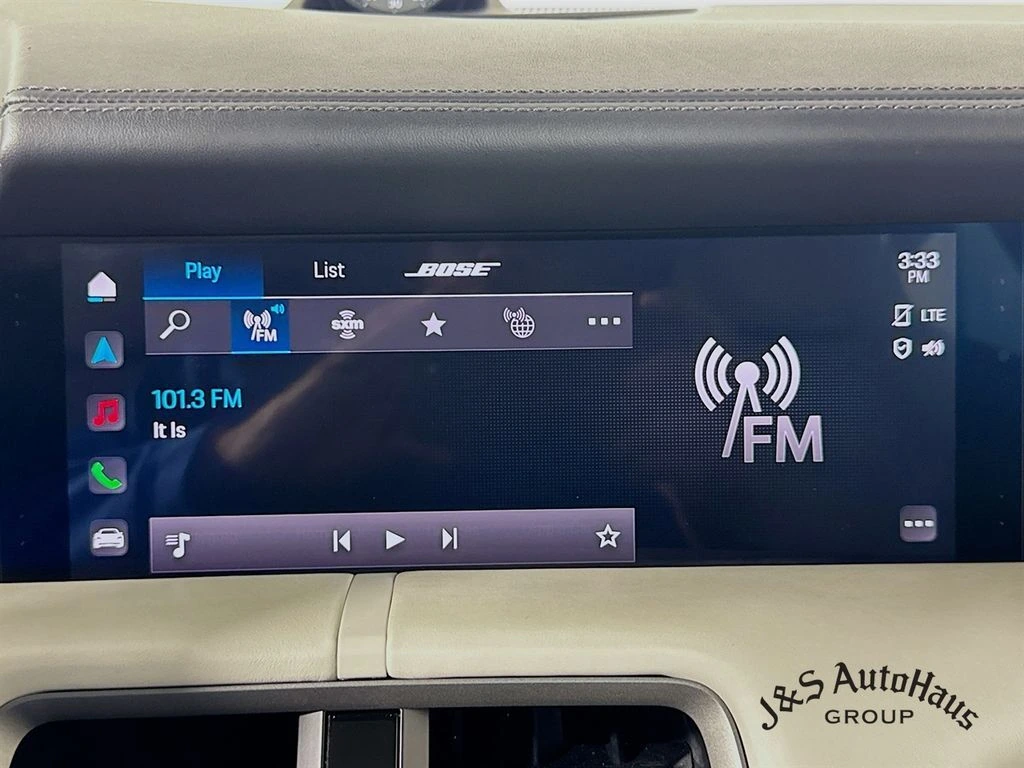 Play List BOSE
3:33
PM
FM
sxm
LTE
101.3 FM
It Is
FM
J&S AutoHaus
GROUP